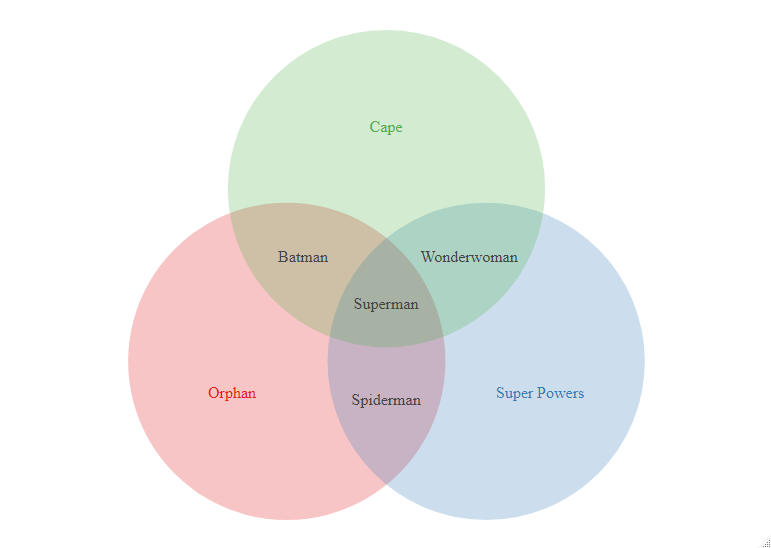 Cape
Batman
Wonderwoman
Superman
Orphan
Spiderman
Super Powers